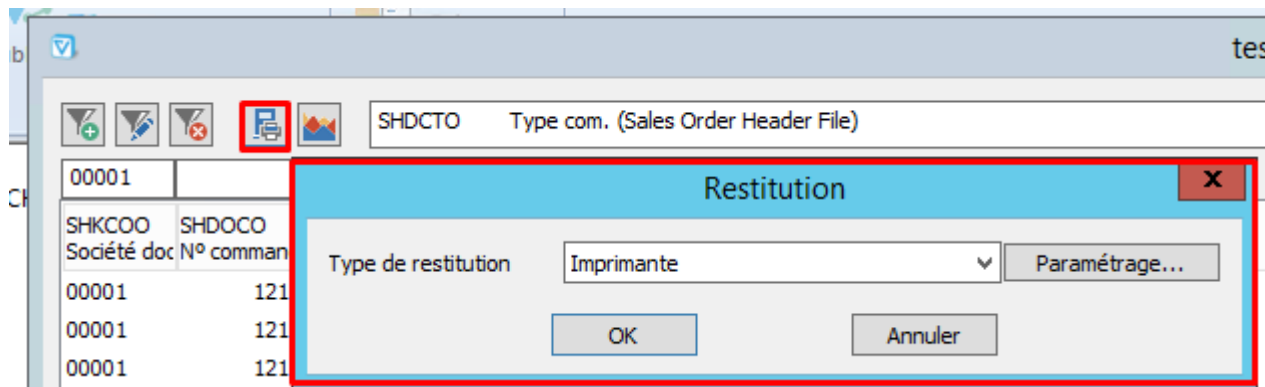 tes
SHDCTO Type com. (Sales Order Header File)
00001
Restitution
SHKCOO SHDOCO
Société doc Nº comman
Type de restitution Imprimante Paramétrage...
00001 121
00001 121
OK Annuler
00001 121